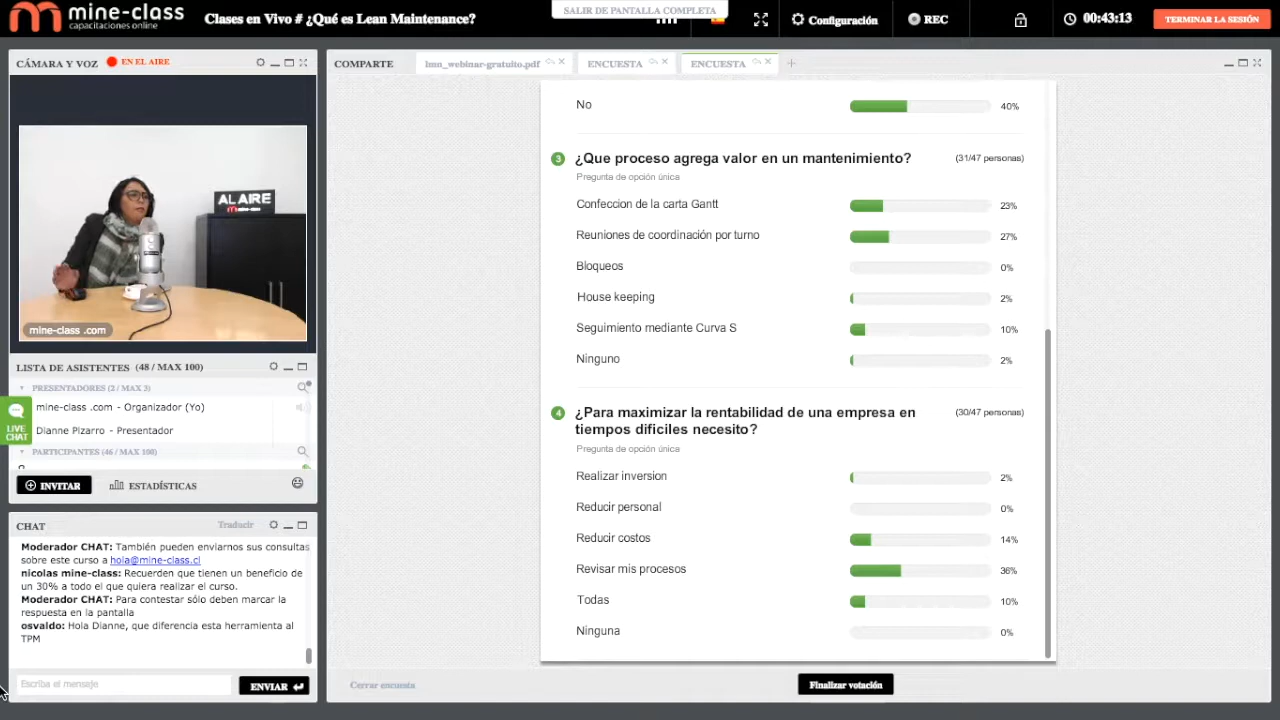 mine-class
capacitaciones online
Clases en Vivo # ¿Qué es Lean Maintenance?
SALIR DE PANTALLA COMPLETA
Configuración
REC
00:43:13
TERMINAR LA SESIÓN
CÁMARA Y VOZ
EN EL AIRE
AL AIRE
mine-class
mine-class .com
LISTA DE ASISTENTES (48 / MAX 100)
PRESENTADORES (2 / MAX 3)
mine-class .com - Organizador (Yo)
Dianne Pizarro - Presentador
PARTICIPANTES (46 / MAX 100)
LIVE
CHAT
INVITAR
ESTADÍSTICAS
CHAT
Traducir
Moderador CHAT: También pueden enviarnos sus consultas
sobre este curso a hola@mine-class.cl
nicolas mine-class: Recuerden que tienen un beneficio de
un 30% a todo el que quiera realizar el curso.
Moderador CHAT: Para contestar sólo deben marcar la
respuesta en la pantalla
osvaldo: Hola Dianne, que diferencia esta herramienta al
TPM
Escriba el mensaje
ENVIAR
COMPARTE
lmn_webinar-gratuito.pdf
ENCUESTA
ENCUESTA
No 40%
3 ¿Que proceso agrega valor en un mantenimiento? (31/47 personas)
Pregunta de opción única
Confeccion de la carta Gantt 23%
Reuniones de coordinación por turno 27%
Bloqueos 0%
House keeping 2%
Seguimiento mediante Curva S 10%
Ninguno 2%
4 ¿Para maximizar la rentabilidad de una empresa en (30/47 personas)
tiempos dificiles necesito?
Pregunta de opción única
Realizar inversion 2%
Reducir personal 0%
Reducir costos 14%
Revisar mis procesos 36%
Todas 10%
Ninguna 0%
Cerrar encuesta
Finalizar votación